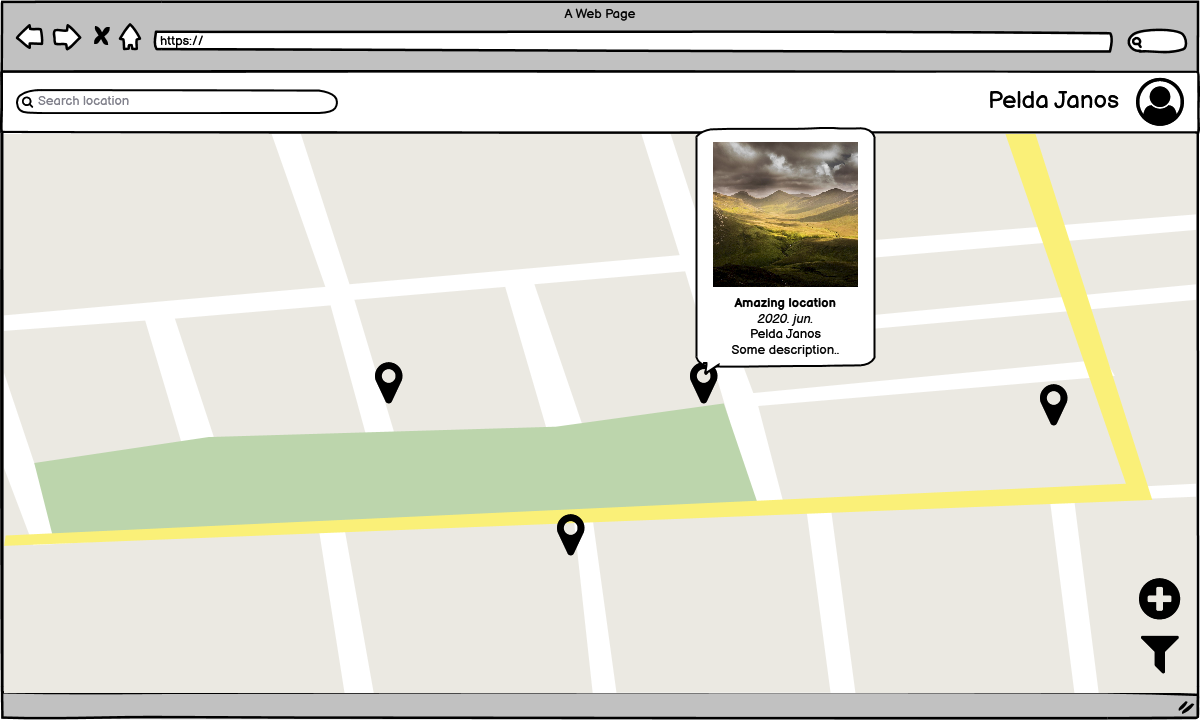 A Web Page
https://
Search location
Pelda Janos
Amazing location
2020. jun.
Pelda Janos
Some description..